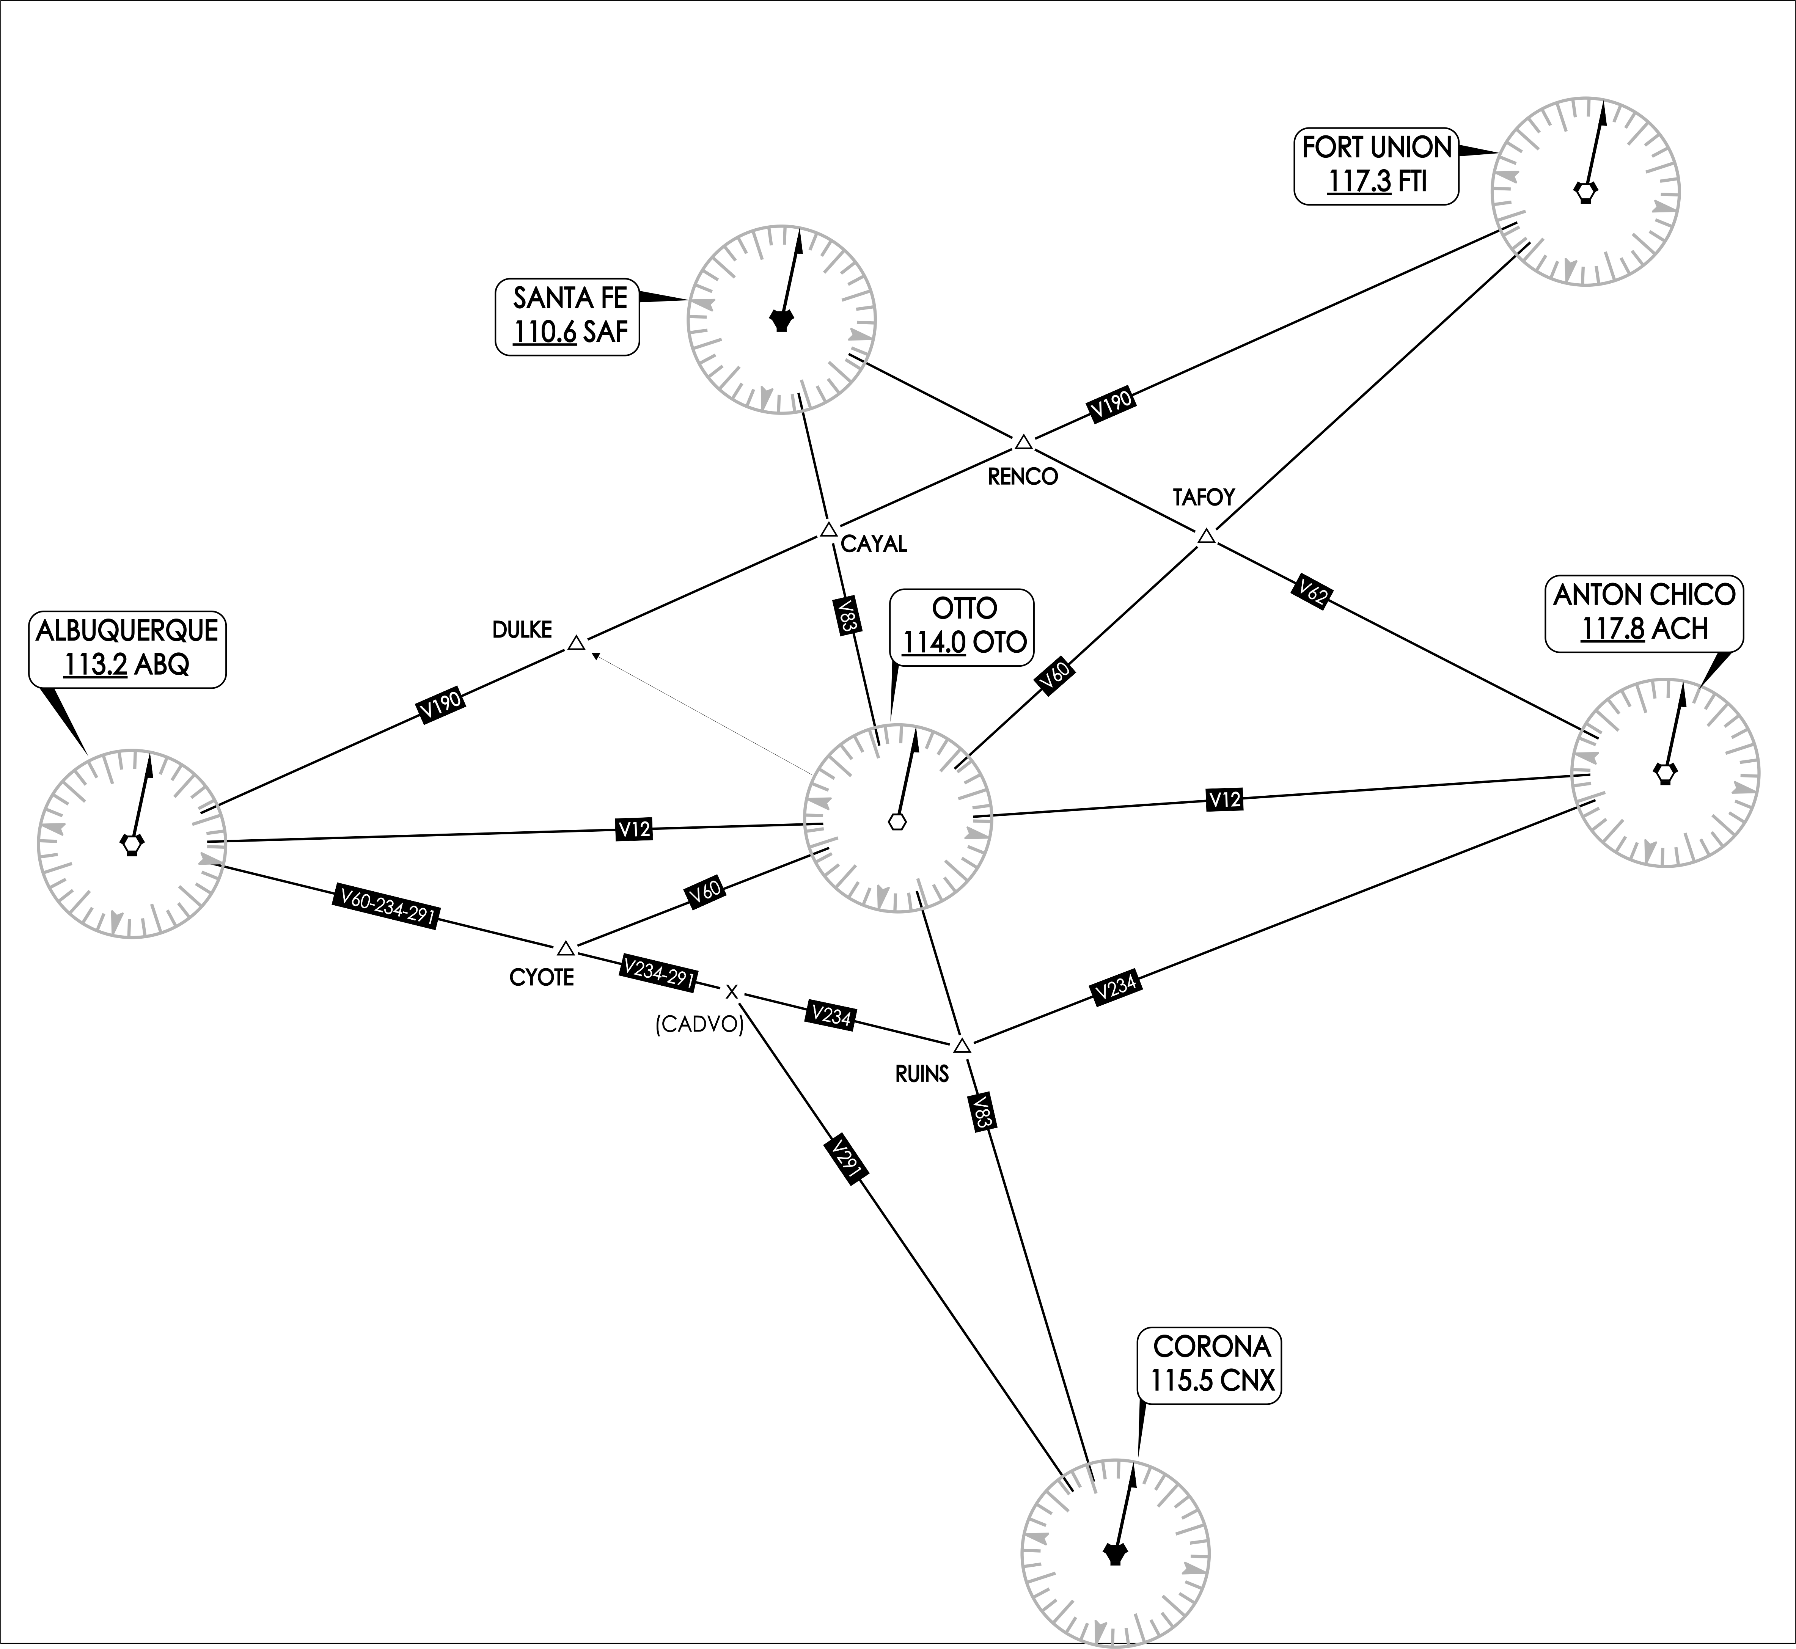 FORT UNION
117.3 FTI
SANTA FE
110.6 SAF
V190
RENCO
TAFOY
CAYAL
V62
ANTON CHICO
117.8 ACH
V83
OTTO
114.0 OTO
DULKE
ALBUQUERQUE
113.2 ABQ
V60
V190
V12
V12
V60
V60-234-291
CYOTE
V234-291
V234
V234
X
(CADVO)
RUINS
V83
V291
CORONA
115.5 CNX